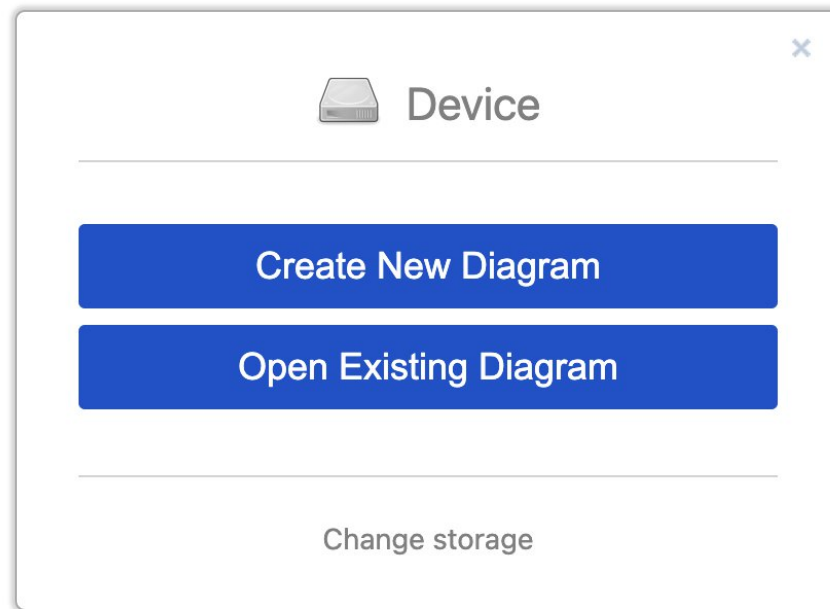 Device
Create New Diagram
Open Existing Diagram
Change storage